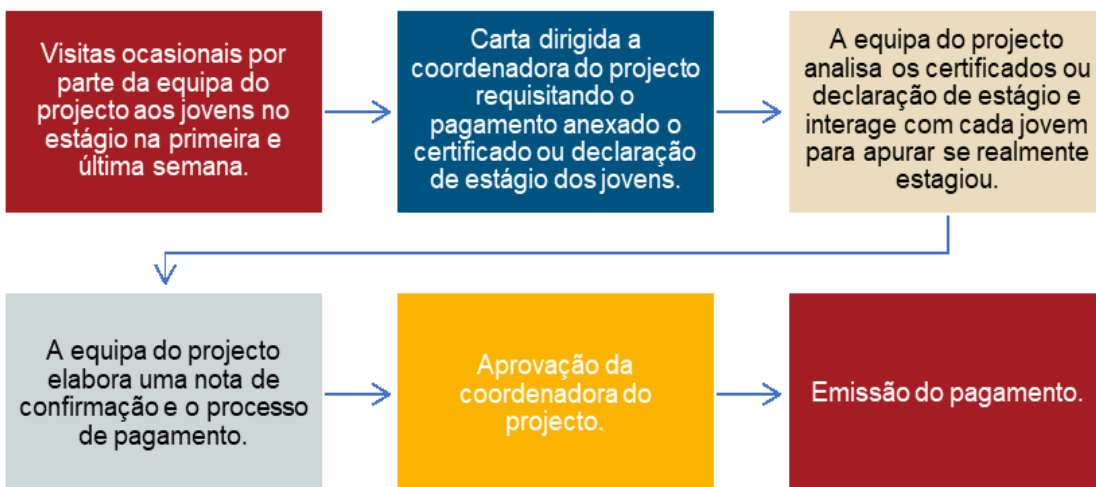 Visitas ocasionais por
parte da equipa do
projecto aos jovens no
estágio na primeira e
última semana.
Carta dirigida a
coordenadora do projecto
requisitando o
pagamento anexado o
certificado ou declaração
de estágio dos jovens.
A equipa do projecto
analisa os certificados ou
declaração de estágio e
interage com cada jovem
para apurar se realmente
estagiou.
A equipa do projecto
elabora uma nota de
confirmação e o processo
de pagamento.
Aprovação da
coordenadora do
projecto.
Emissão do pagamento.